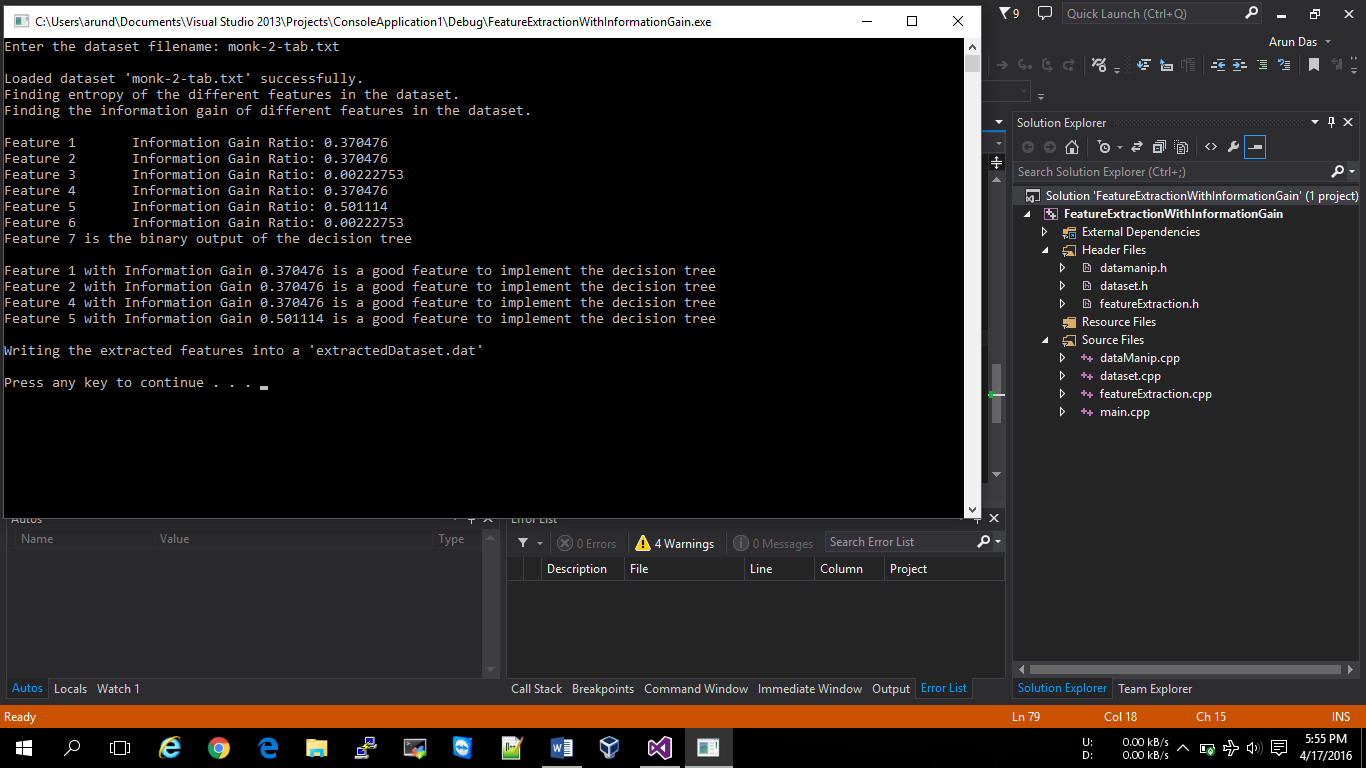 C:\Users\arund\Documents\Visual Studio 2013\Projects\ConsoleApplication1\Debug\FeatureExtractionWithInformationGain.exe
9
Quick Launch (Ctrl+Q)
Arun Das
Enter the dataset filename: monk-2-tab.txt
Loaded dataset 'monk-2-tab.txt' successfully.
Finding entropy of the different features in the dataset.
Finding the information gain of different features in the dataset.
Feature 1 Information Gain Ratio: 0.370476
Feature 2 Information Gain Ratio: 0.370476
Feature 3 Information Gain Ratio: 0.00222753
Feature 4 Information Gain Ratio: 0.370476
Feature 5 Information Gain Ratio: 0.501114
Feature 6 Information Gain Ratio: 0.00222753
Feature 7 is the binary output of the decision tree
Feature 1 with Information Gain 0.370476 is a good feature to implement the decision tree
Feature 2 with Information Gain 0.370476 is a good feature to implement the decision tree
Feature 4 with Information Gain 0.370476 is a good feature to implement the decision tree
Feature 5 with Information Gain 0.501114 is a good feature to implement the decision tree
Writing the extracted features into a 'extractedDataset.dat'
Press any key to continue . . .
Solution Explorer
Search Solution Explorer (Ctrl+;)
Solution 'FeatureExtractionWithInformationGain' (1 project)
FeatureExtractionWithInformationGain
External Dependencies
Header Files
datamanip.h
dataset.h
featureExtraction.h
Resource Files
Source Files
dataManip.cpp
dataset.cpp
featureExtraction.cpp
main.cpp
Autos
Name Value Type
Error List
0 Errors 4 Warnings 0 Messages Search Error List
Description File Line Column Project
Autos Locals Watch 1
Call Stack Breakpoints Command Window Immediate Window Output Error List
Solution Explorer Team Explorer
Ready Ln 79 Col 18 Ch 15 INS
U: 0.00 kB/s
D: 0.00 kB/s
5:55 PM
4/17/2016